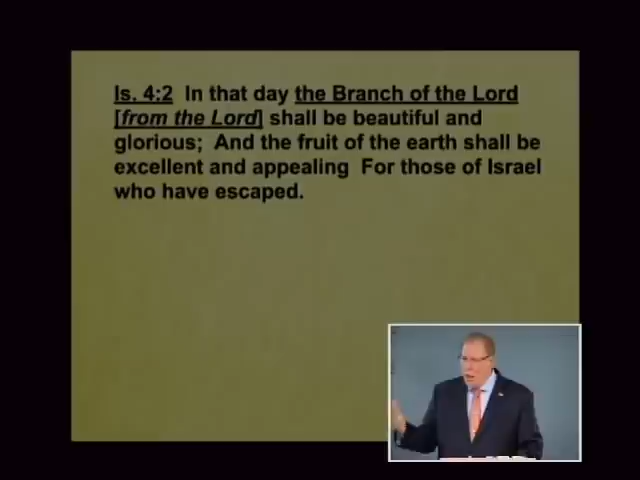 Is. 4:2 In that day the Branch of the Lord
[from the Lord] shall be beautiful and
glorious; And the fruit of the earth shall be
excellent and appealing For those of Israel
who have escaped.